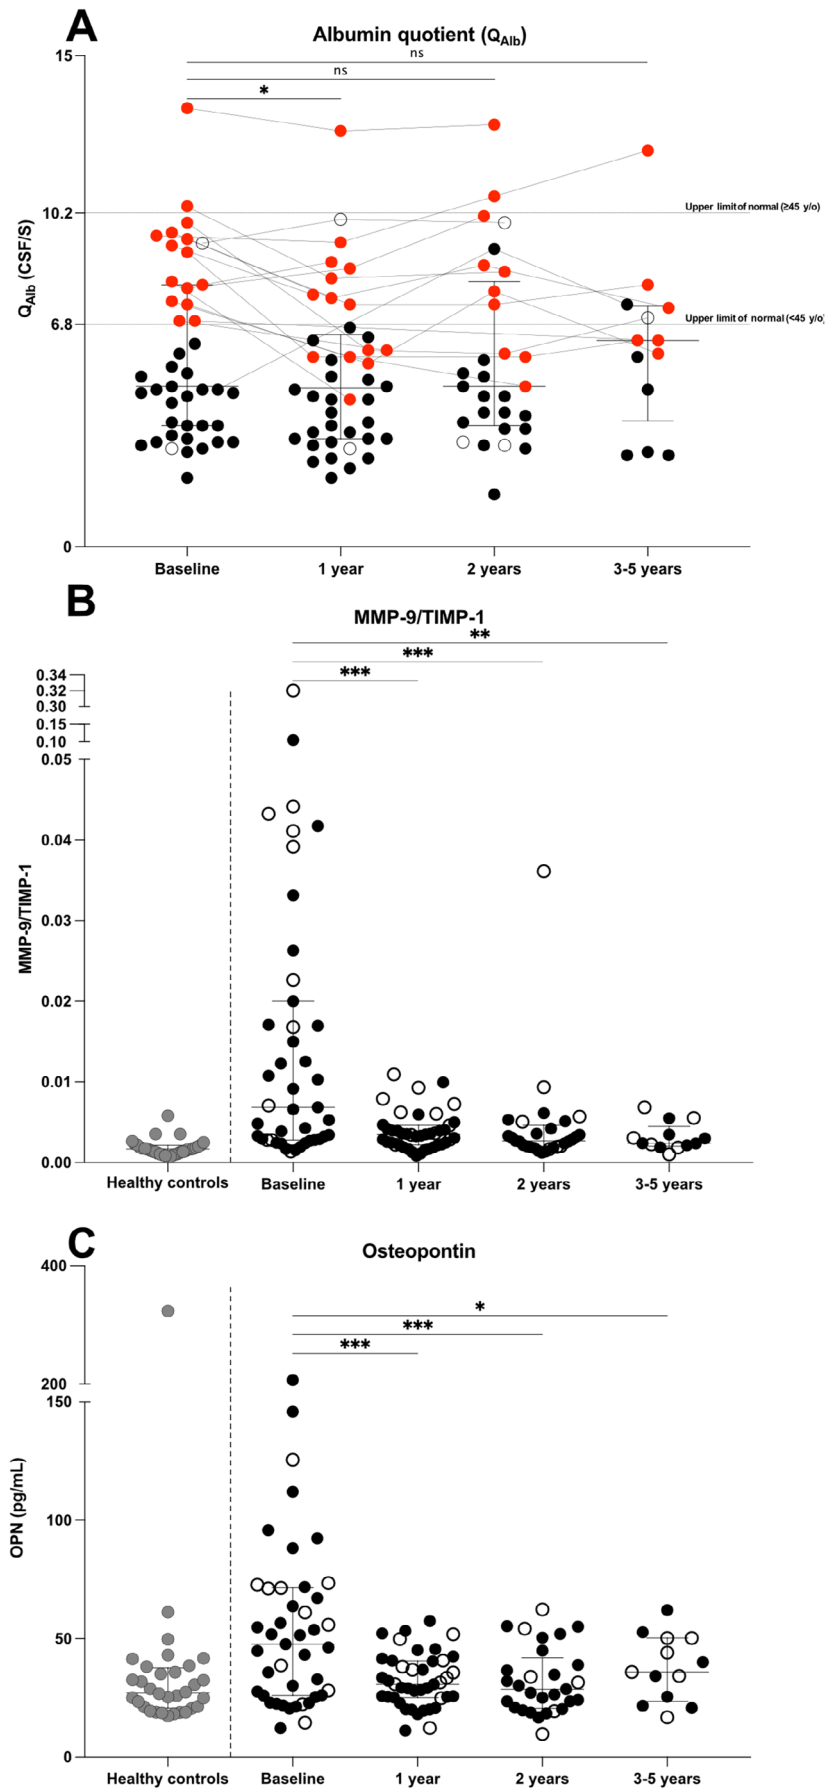 A
Albumin quotient (QAlb)
ns
ns
*
15
10.2
6.8
0
QAlb (CSF/S)
Upper limit of normal (≥45 y/o)
Upper limit of normal (<45 y/o)
Baseline
1 year
2 years
3-5 years
B
MMP-9/TIMP-1
**
***
***
0.34
0.32
0.30
0.15
0.10
0.05
0.04
0.03
0.02
0.01
0.00
MMP-9/TIMP-1
Healthy controls
Baseline
1 year
2 years
3-5 years
C
Osteopontin
*
***
***
400
200
150
100
50
0
OPN (pg/mL)
Healthy controls
Baseline
1 year
2 years
3-5 years